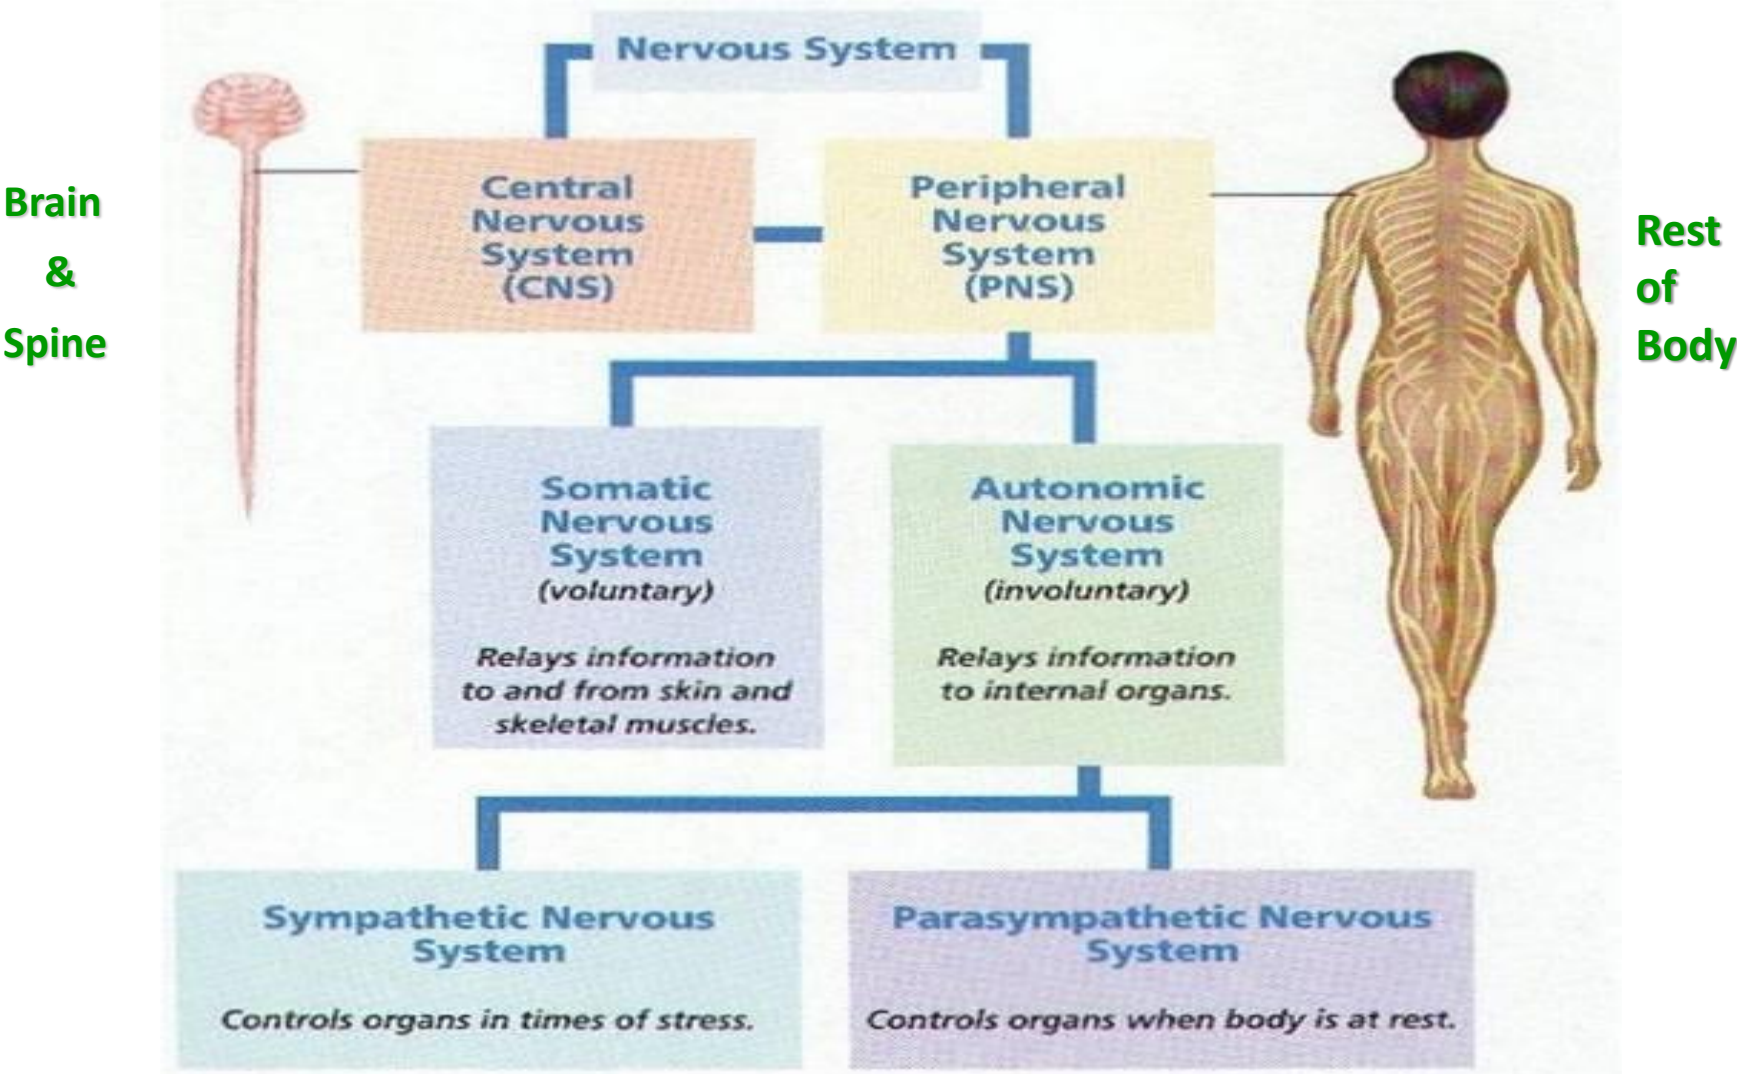 Nervous System
Brain
&
Spine
Central
Nervous
System
(CNS)
Peripheral
Nervous
System
(PNS)
Rest
of
Body
Somatic
Nervous
System
(voluntary)
Relays information
to and from skin and
skeletal muscles.
Autonomic
Nervous
System
(involuntary)
Relays information
to internal organs.
Sympathetic Nervous
System
Controls organs in times of stress.
Parasympathetic Nervous
System
Controls organs when body is at rest.